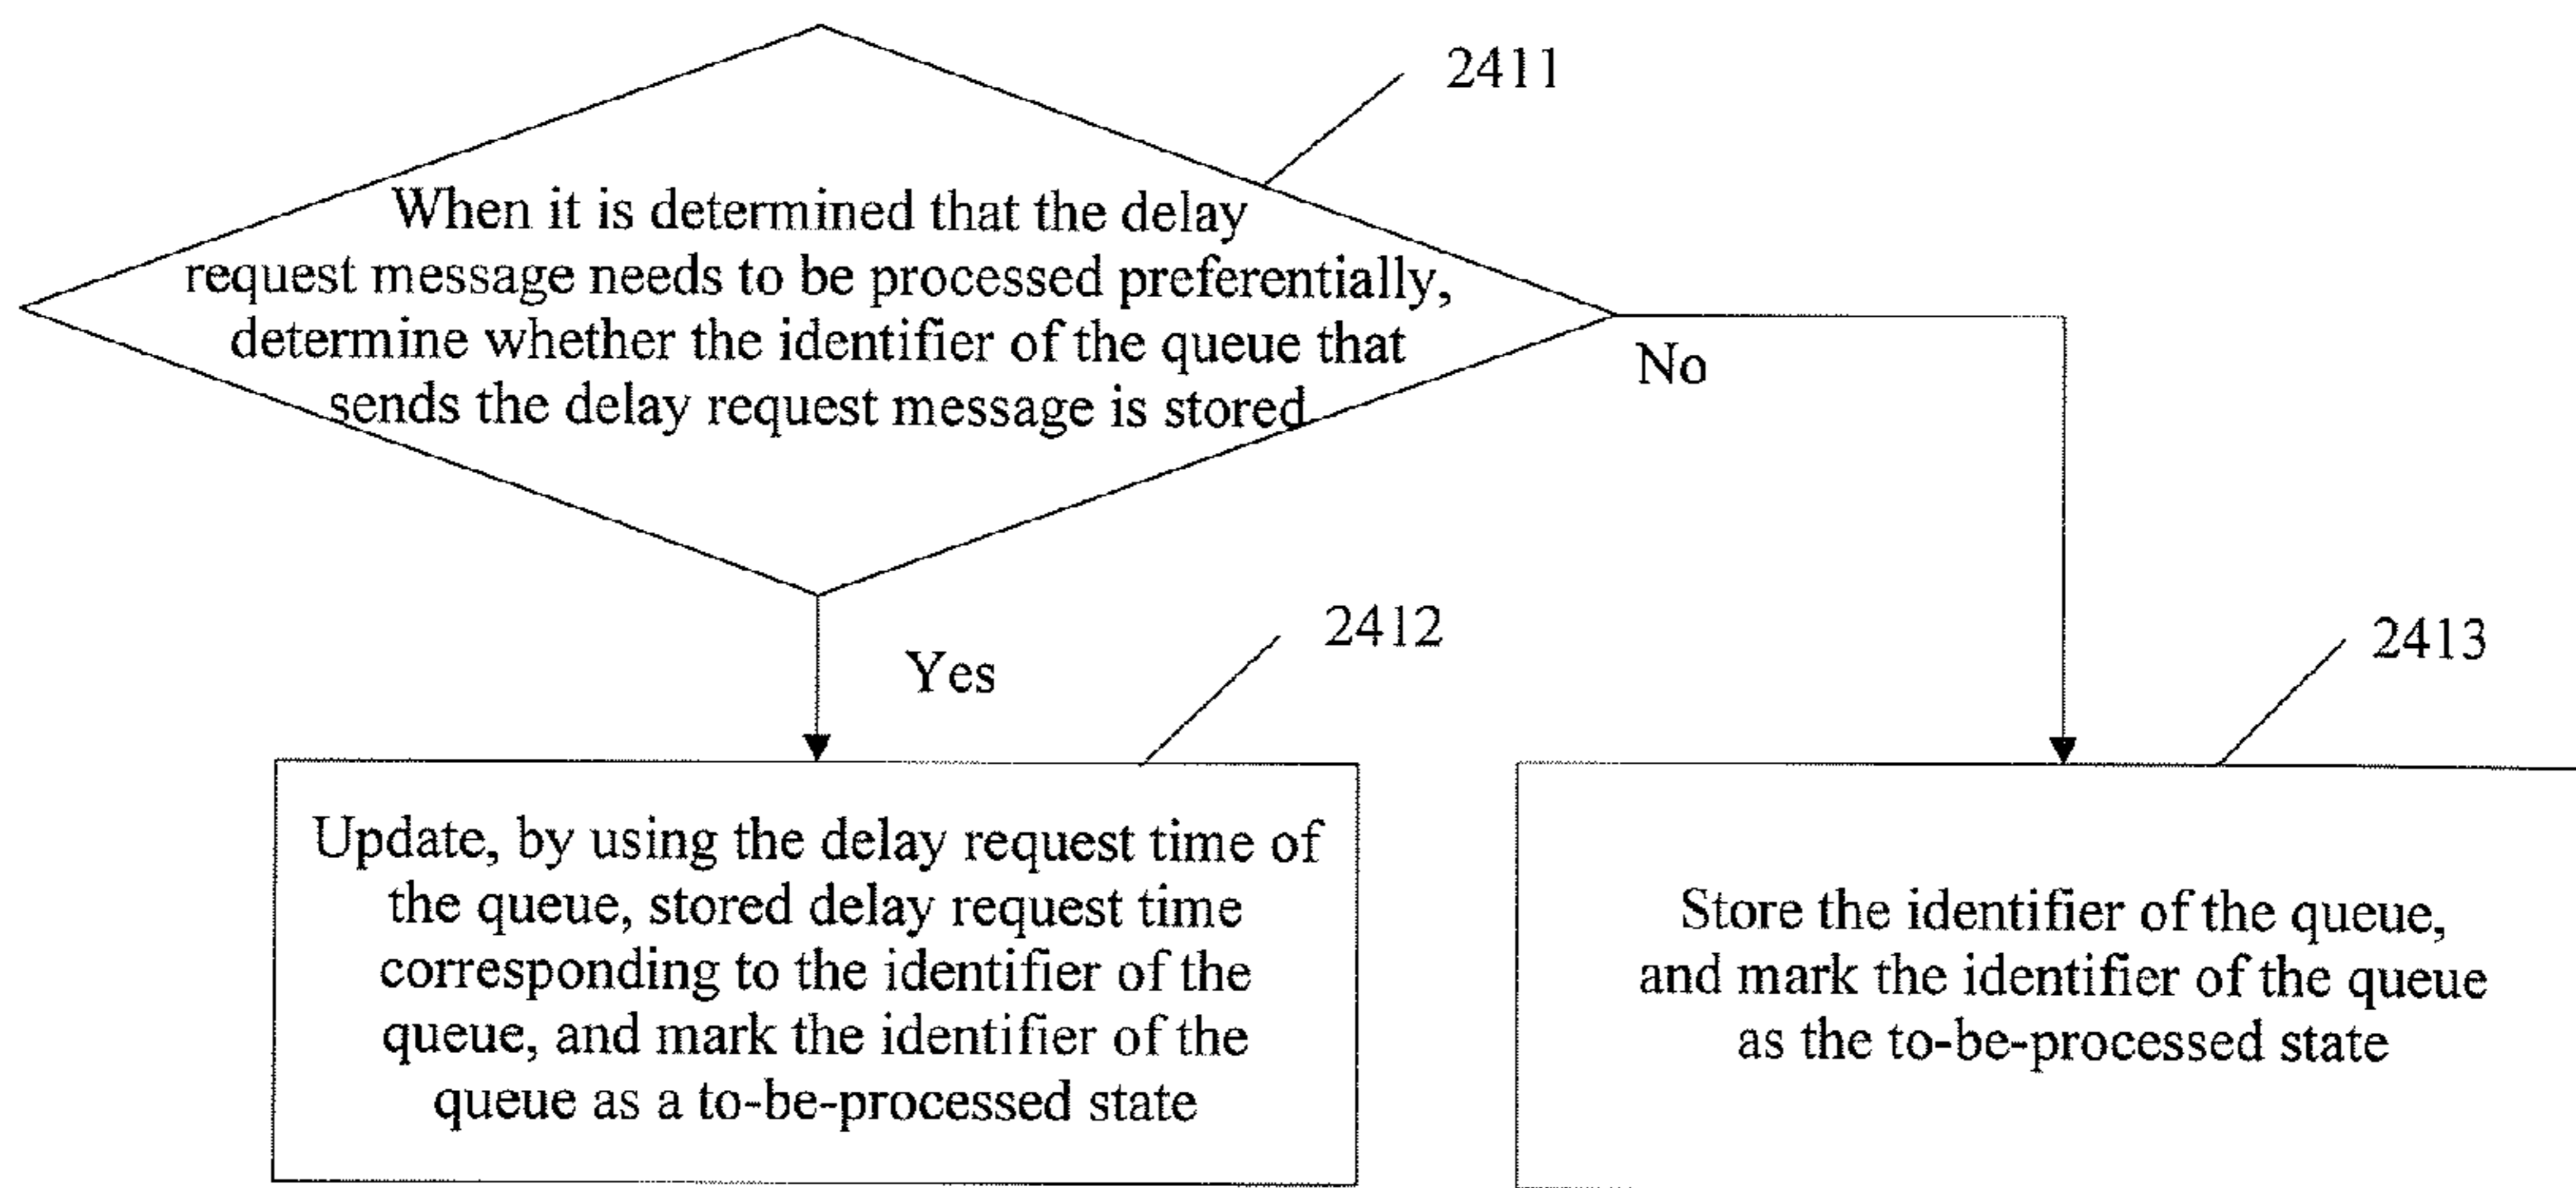 2411
When it is determined that the delay
request message needs to be processed preferentially,
determine whether the identifier of the queue that
sends the delay request message is stored
No
Yes
2412
2413
Update, by using the delay request time of
the queue, stored delay request time
corresponding to the identifier of the
queue, and mark the identifier of the
queue as a to-be-processed state
Store the identifier of the queue,
and mark the identifier of the queue
as the to-be-processed state